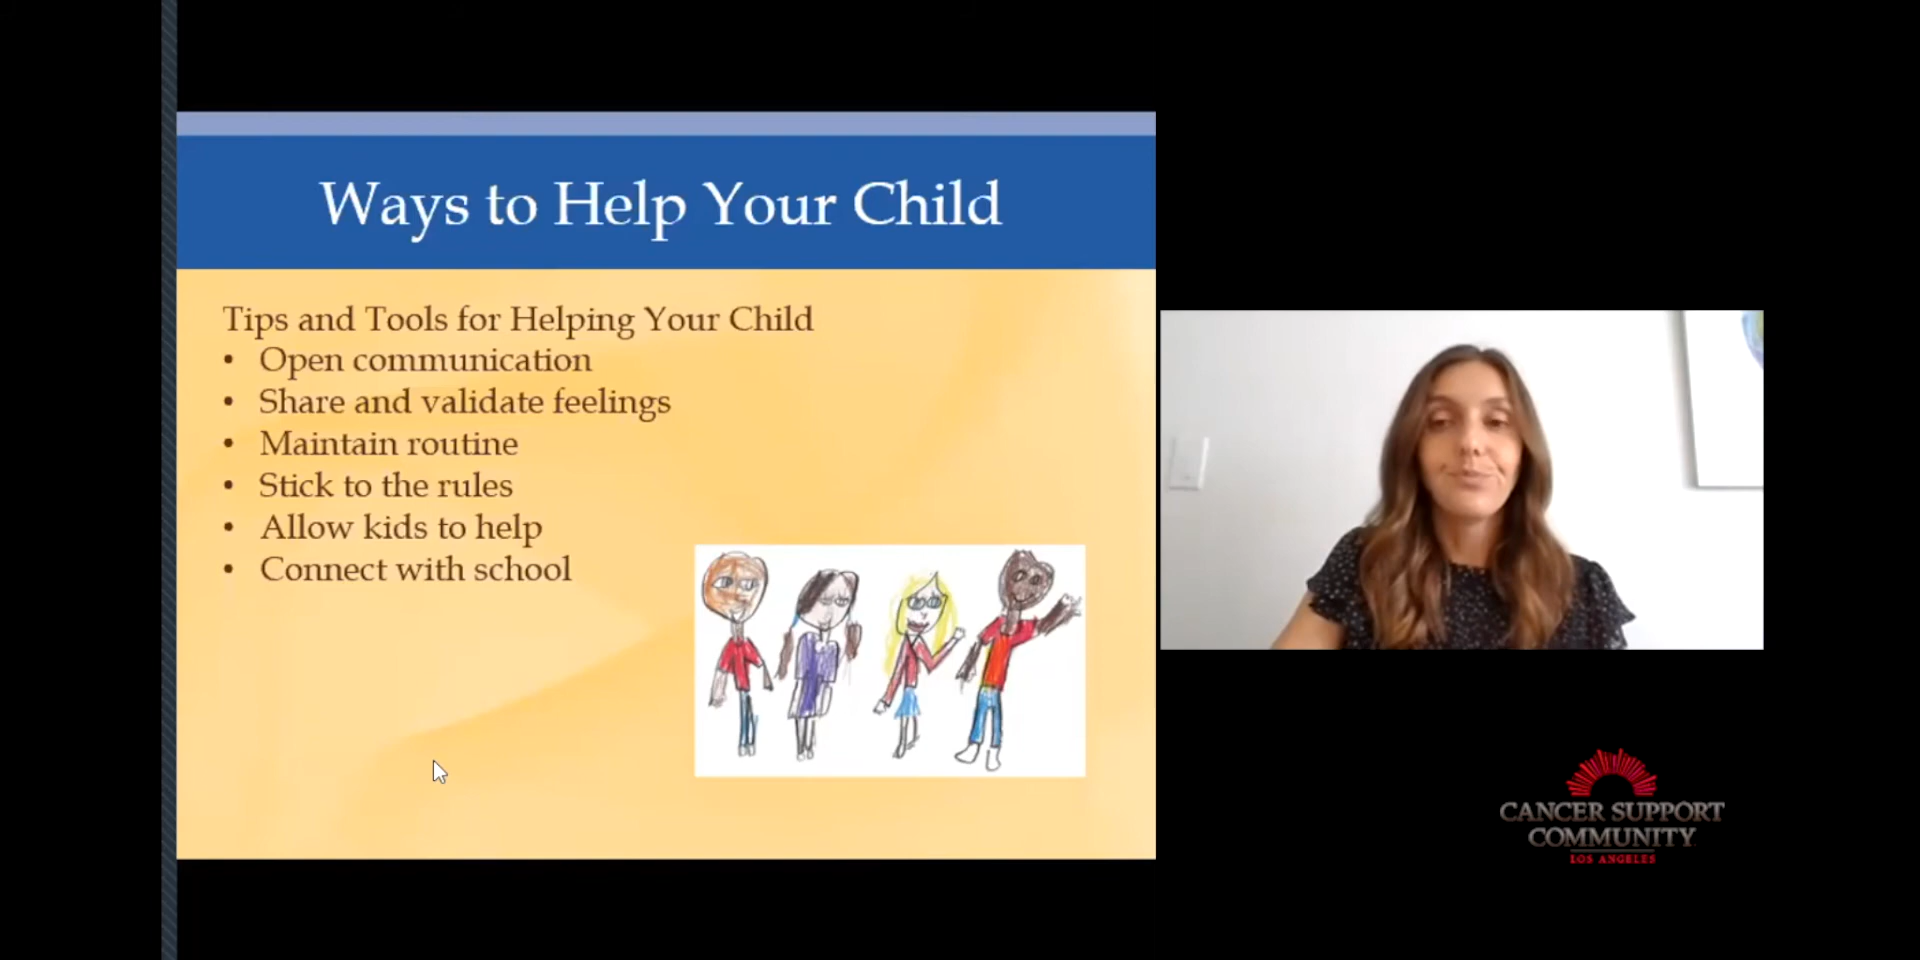 Ways to Help Your Child
Tips and Tools for Helping Your Child
• Open communication
• Share and validate feelings
• Maintain routine
• Stick to the rules
• Allow kids to help
• Connect with school
CANCER SUPPORT
COMMUNITY
LOS ANGELES